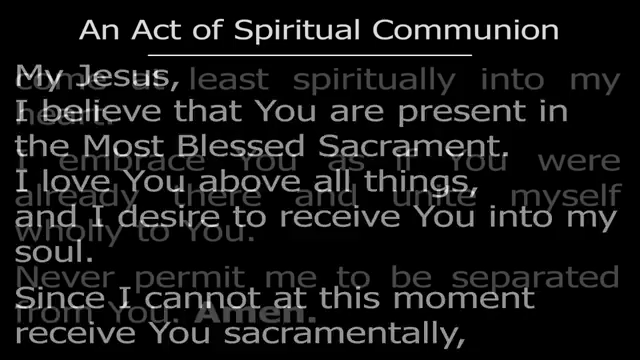 An Act of Spiritual Communion
My Jesus,
I believe that You are present in
the Most Blessed Sacrament.
I love You above all things,
and I desire to receive You into my
soul.
Since I cannot at this moment
receive You sacramentally,
come at least spiritually into my
heart.
I embrace You as if You were
already there and unite myself
wholly to You.
Never permit me to be separated
from You. Amen.